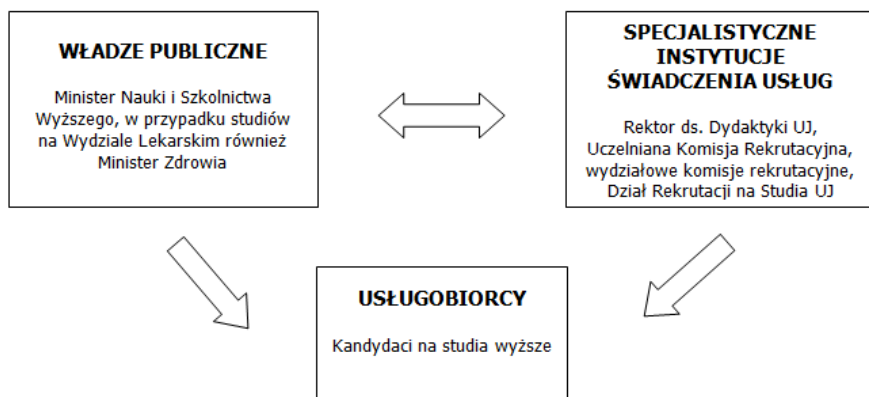 WŁADZE PUBLICZNE
Minister Nauki i Szkolnictwa
Wyższego, w przypadku studiów
na Wydziale Lekarskim również
Minister Zdrowia
SPECJALISTYCZNE
INSTYTUCJE
ŚWIADCZENIA USŁUG
Rektor ds. Dydaktyki UJ,
Uczelniana Komisja Rekrutacyjna,
wydziałowe komisje rekrutacyjne,
Dział Rekrutacji na Studia UJ
USŁUGOBIORCY
Kandydaci na studia wyższe